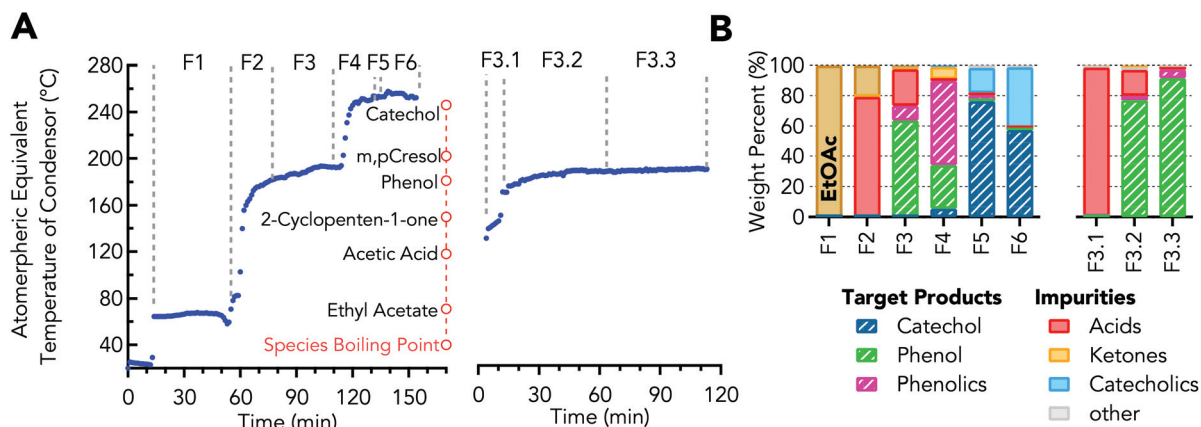 A
Atomerpheric Equivalent
Temperature of Condensor (°C)
280
240
200
160
120
80
40
F1 F2 F3 F4 F5 F6
Catechol
m,pCresol
Phenol
2-Cyclopenten-1-one
Acetic Acid
Ethyl Acetate
Species Boiling Point
0 30 60 90 120 150
Time (min)
F3.1 F3.2 F3.3
0 30 60 90 120
Time (min)
B
Weight Percent (%)
100
80
60
40
20
0
EtOAc
F1 F2 F3 F4 F5 F6
F3.1 F3.2 F3.3
Target Products
Catechol
Phenol
Phenolics
Impurities
Acids
Ketones
Catecholics
other